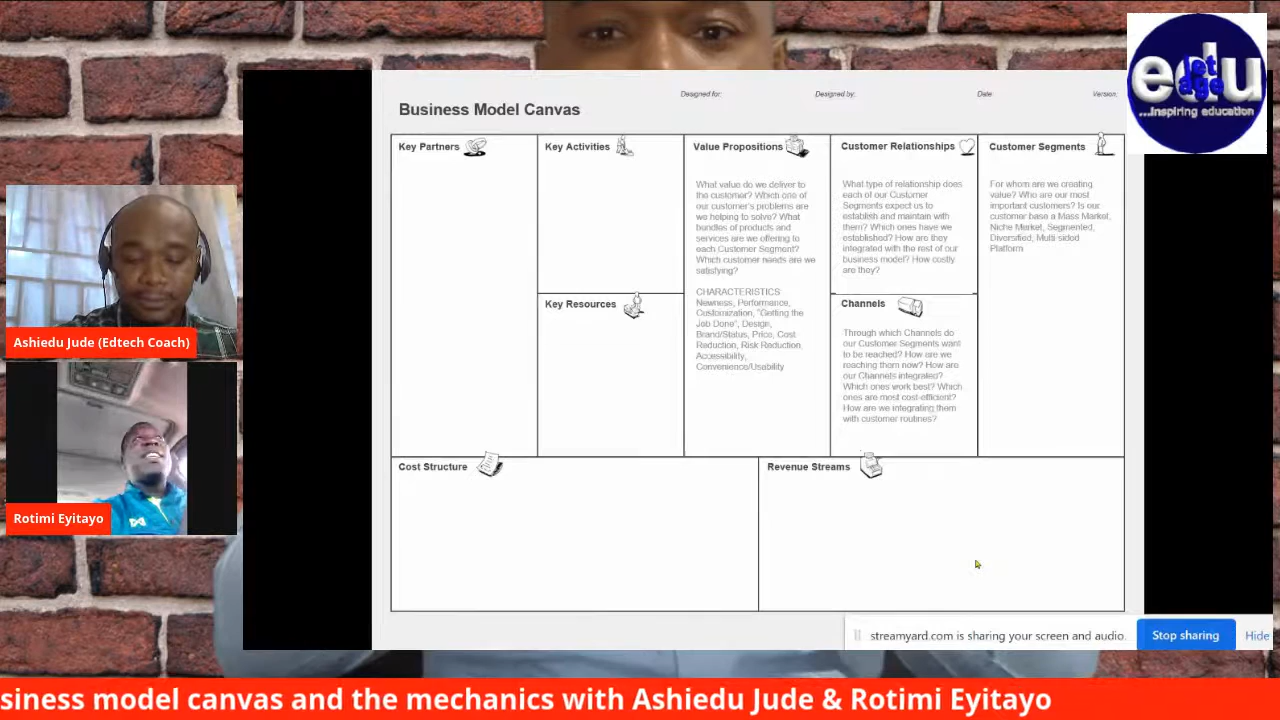 edu
jet
age
...inspiring education
Designed for:
Designed by:
Date:
Version:
Business Model Canvas
Key Partners
Key Activities
Value Propositions
Customer Relationships
Customer Segments
What value do we deliver to
the customer? Which one of
our customer's problems are
we helping to solve? What
bundles of products and
services are we offering to
each Customer Segment?
Which customer needs are we
satisfying?
CHARACTERISTICS
Newness, Performance,
Customization, "Getting the
Job Done", Design,
Brand/Status, Price, Cost
Reduction, Risk Reduction,
Accessibility,
Convenience/Usability
What type of relationship does
each of our Customer
Segments expect us to
establish and maintain with
them? Which ones have we
established? How are they
integrated with the rest of our
business model? How costly
are they?
For whom are we creating
value? Who are our most
important customers? Is our
customer base a Mass Market,
Niche Market, Segmented,
Diversified, Multi-sided
Platform
Key Resources
Channels
Through which Channels do
our Customer Segments want
to be reached? How are we
reaching them now? How are
our Channels integrated?
Which ones work best? Which
ones are most cost-efficient?
How are we integrating them
with customer routines?
Cost Structure
Revenue Streams
Ashiedu Jude (Edtech Coach)
Rotimi Eyitayo
streamyard.com is sharing your screen and audio.
Stop sharing
Hide
siness model canvas and the mechanics with Ashiedu Jude & Rotimi Eyitayo